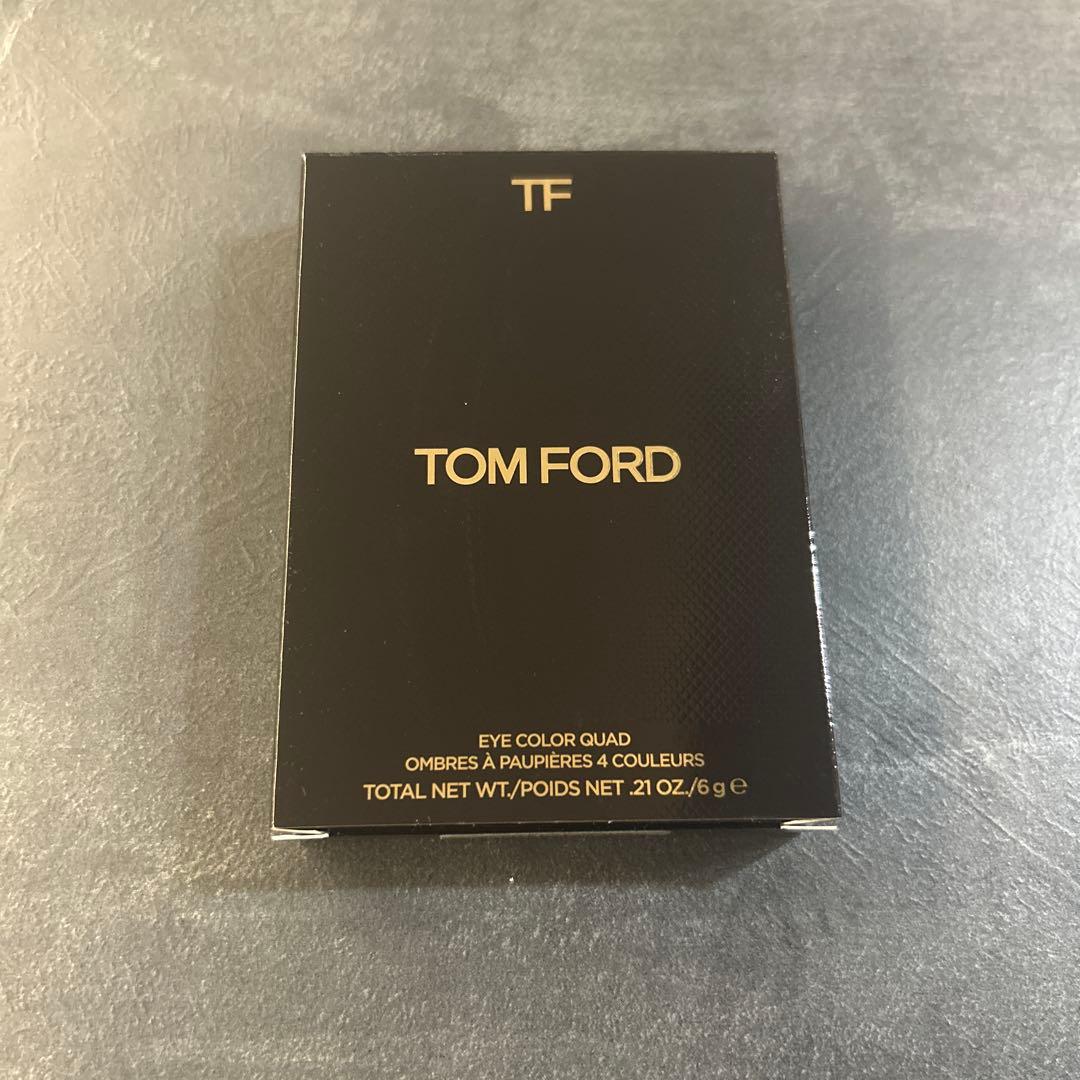 TF
TOM FORD
EYE COLOR QUAD
OMBRES À PAUPIÈRES 4 COULEURS
TOTAL NET WT./POIDS NET .21 OZ./6 g ℮